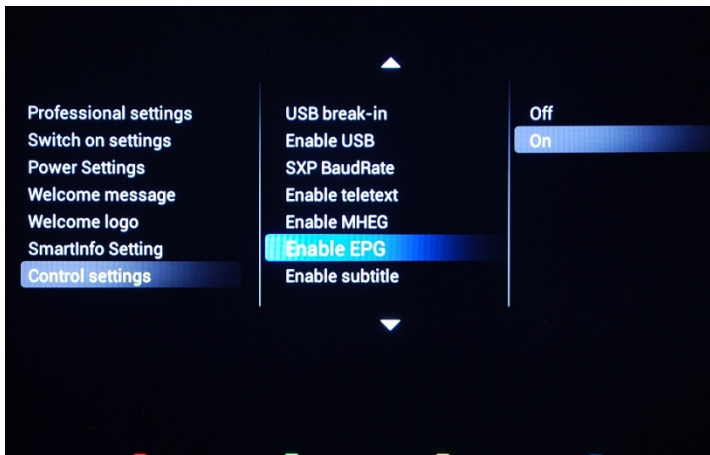 Professional settings
Switch on settings
Power Settings
Welcome message
Welcome logo
SmartInfo Setting
Control settings
USB break-in
Enable USB
SXP BaudRate
Enable teletext
Enable MHEG
Enable EPG
Enable subtitle
Off
On